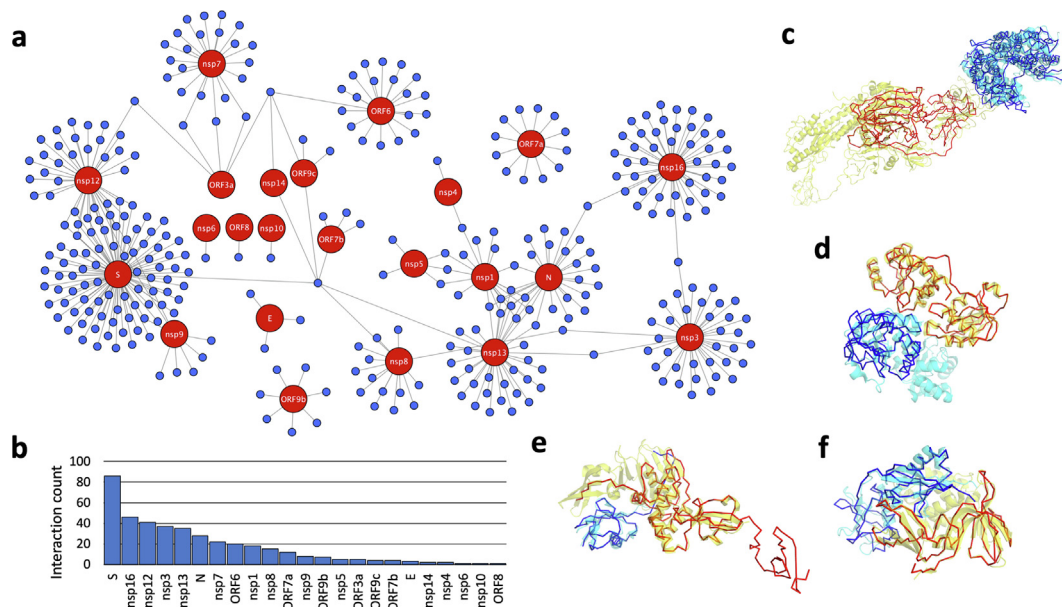 a
nsp7
ORF6
ORF7a
nsp16
nsp12
ORF3a
nsp14
ORF9c
nsp4
nsp6
ORF8
nsp10
ORF7b
S
nsp5
nsp1
N
E
nsp9
nsp8
nsp13
nsp3
ORF9b
b
Interaction count
100
80
60
40
20
0
S
nsp16
nsp12
nsp3
nsp13
N
nsp7
ORF6
nsp1
nsp8
ORF7a
nsp9
ORF9b
nsp5
ORF3a
ORF9c
ORF7b
E
nsp14
nsp4
nsp6
nsp10
ORF8
c
d
e
f